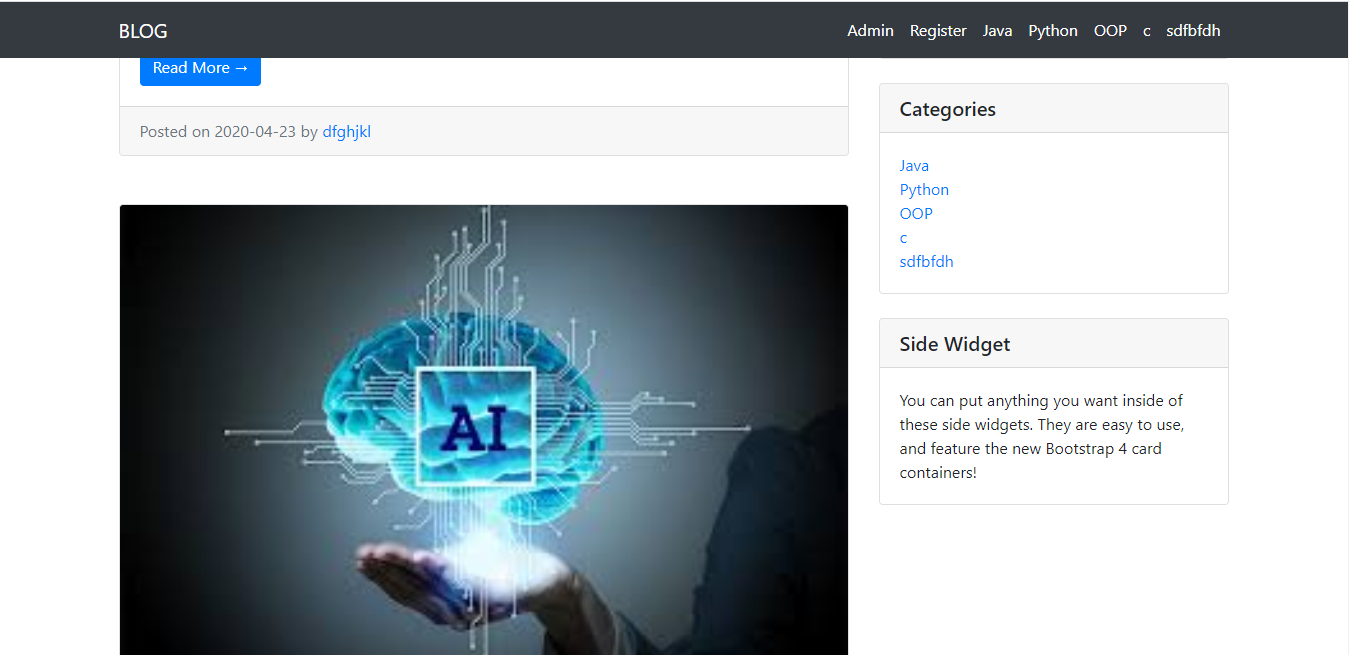 BLOG
Admin Register Java Python OOP c sdfbfdh
Read More →
Posted on 2020-04-23 by dfghjkl
AI
Categories
Java
Python
OOP
c
sdfbfdh
Side Widget
You can put anything you want inside of
these side widgets. They are easy to use,
and feature the new Bootstrap 4 card
containers!